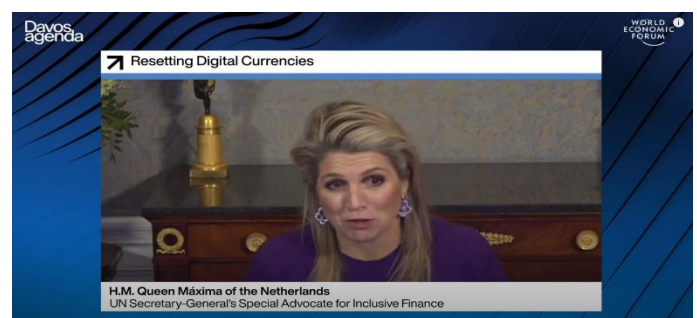 Davos
agenda
WORLD
ECONOMIC
FORUM
Resetting Digital Currencies
H.M. Queen Máxima of the Netherlands
UN Secretary-General's Special Advocate for Inclusive Finance